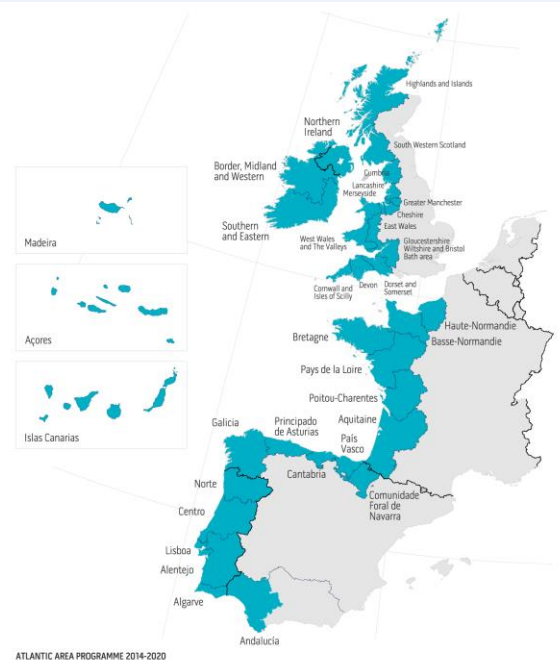 Highlands and Islands
Northern
Ireland
South Western Scotland
Border, Midland
and Western
Cumbria
Lancashire
Merseyside
Greater Manchester
Cheshire
East Wales
Southern
and Eastern
West Wales
and The Valleys
Gloucestershire
Wiltshire and Bristol
Bath area
Cornwall and
Isles of Scilly
Devon
Dorset and
Somerset
Madeira
Açores
Islas Canarias
Haute-Normandie
Basse-Normandie
Bretagne
Pays de la Loire
Poitou-Charentes
Aquitaine
País
Vasco
Principado
de Asturias
Galicia
Cantabria
Comunidade
Foral de
Navarra
Norte
Centro
Lisboa
Alentejo
Algarve
Andalucía
ATLANTIC AREA PROGRAMME 2014-2020